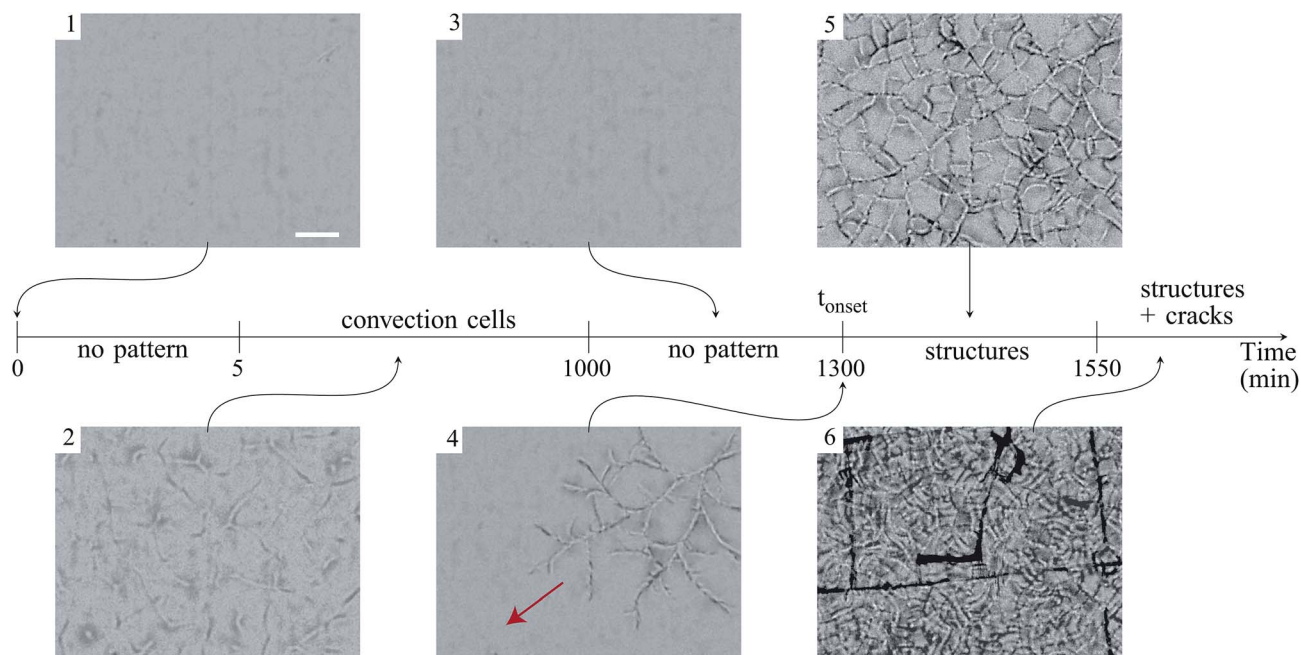 1
3
5
t_onset
structures
+ cracks
convection cells
no pattern
no pattern
structures
0
5
1000
1300
1550
Time
(min)
2
4
6